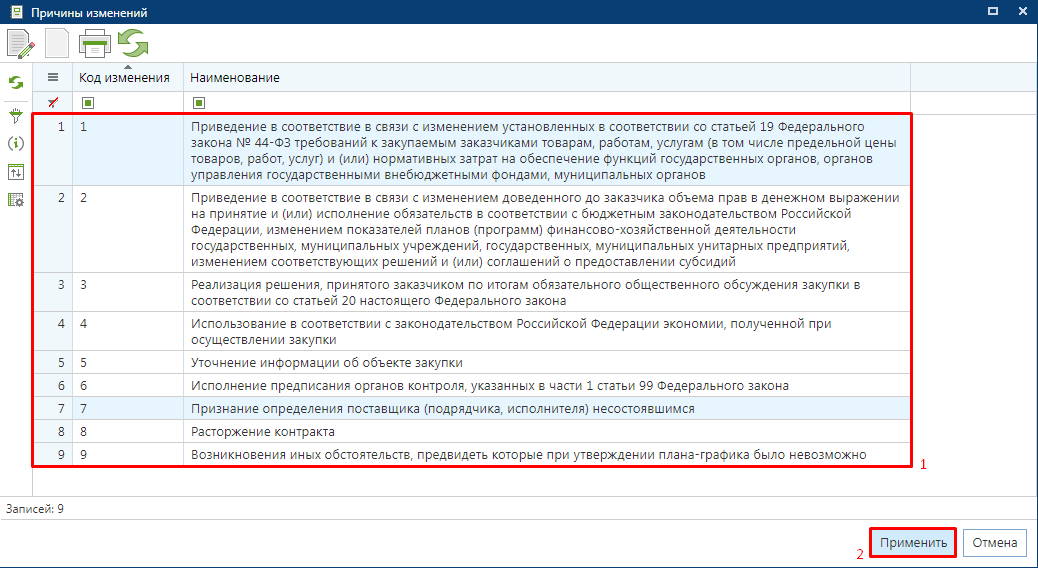 Причины изменений
Код изменения Наименование
1 1 Приведение в соответствие в связи с изменением установленных в соответствии со статьей 19 Федерального
закона № 44-ФЗ требований к закупаемым заказчиками товарам, работам, услугам (в том числе предельной цены
товаров, работ, услуг) и (или) нормативных затрат на обеспечение функций государственных органов, органов
управления государственными внебюджетными фондами, муниципальных органов
2 2 Приведение в соответствие в связи с изменением доведенного до заказчика объема прав в денежном выражении
на принятие и (или) исполнение обязательств в соответствии с бюджетным законодательством Российской
Федерации, изменением показателей планов (программ) финансово-хозяйственной деятельности
государственных, муниципальных учреждений, государственных, муниципальных унитарных предприятий,
изменением соответствующих решений и (или) соглашений о предоставлении субсидий
3 3 Реализация решения, принятого заказчиком по итогам обязательного общественного обсуждения закупки в
соответствии со статьей 20 настоящего Федерального закона
4 4 Использование в соответствии с законодательством Российской Федерации экономии, полученной при
осуществлении закупки
5 5 Уточнение информации об объекте закупки
6 6 Исполнение предписания органов контроля, указанных в части 1 статьи 99 Федерального закона
7 7 Признание определения поставщика (подрядчика, исполнителя) несостоявшимся
8 8 Расторжение контракта
9 9 Возникновения иных обстоятельств, предвидеть которые при утверждении плана-графика было невозможно
1
Записей: 9
2 Применить Отмена